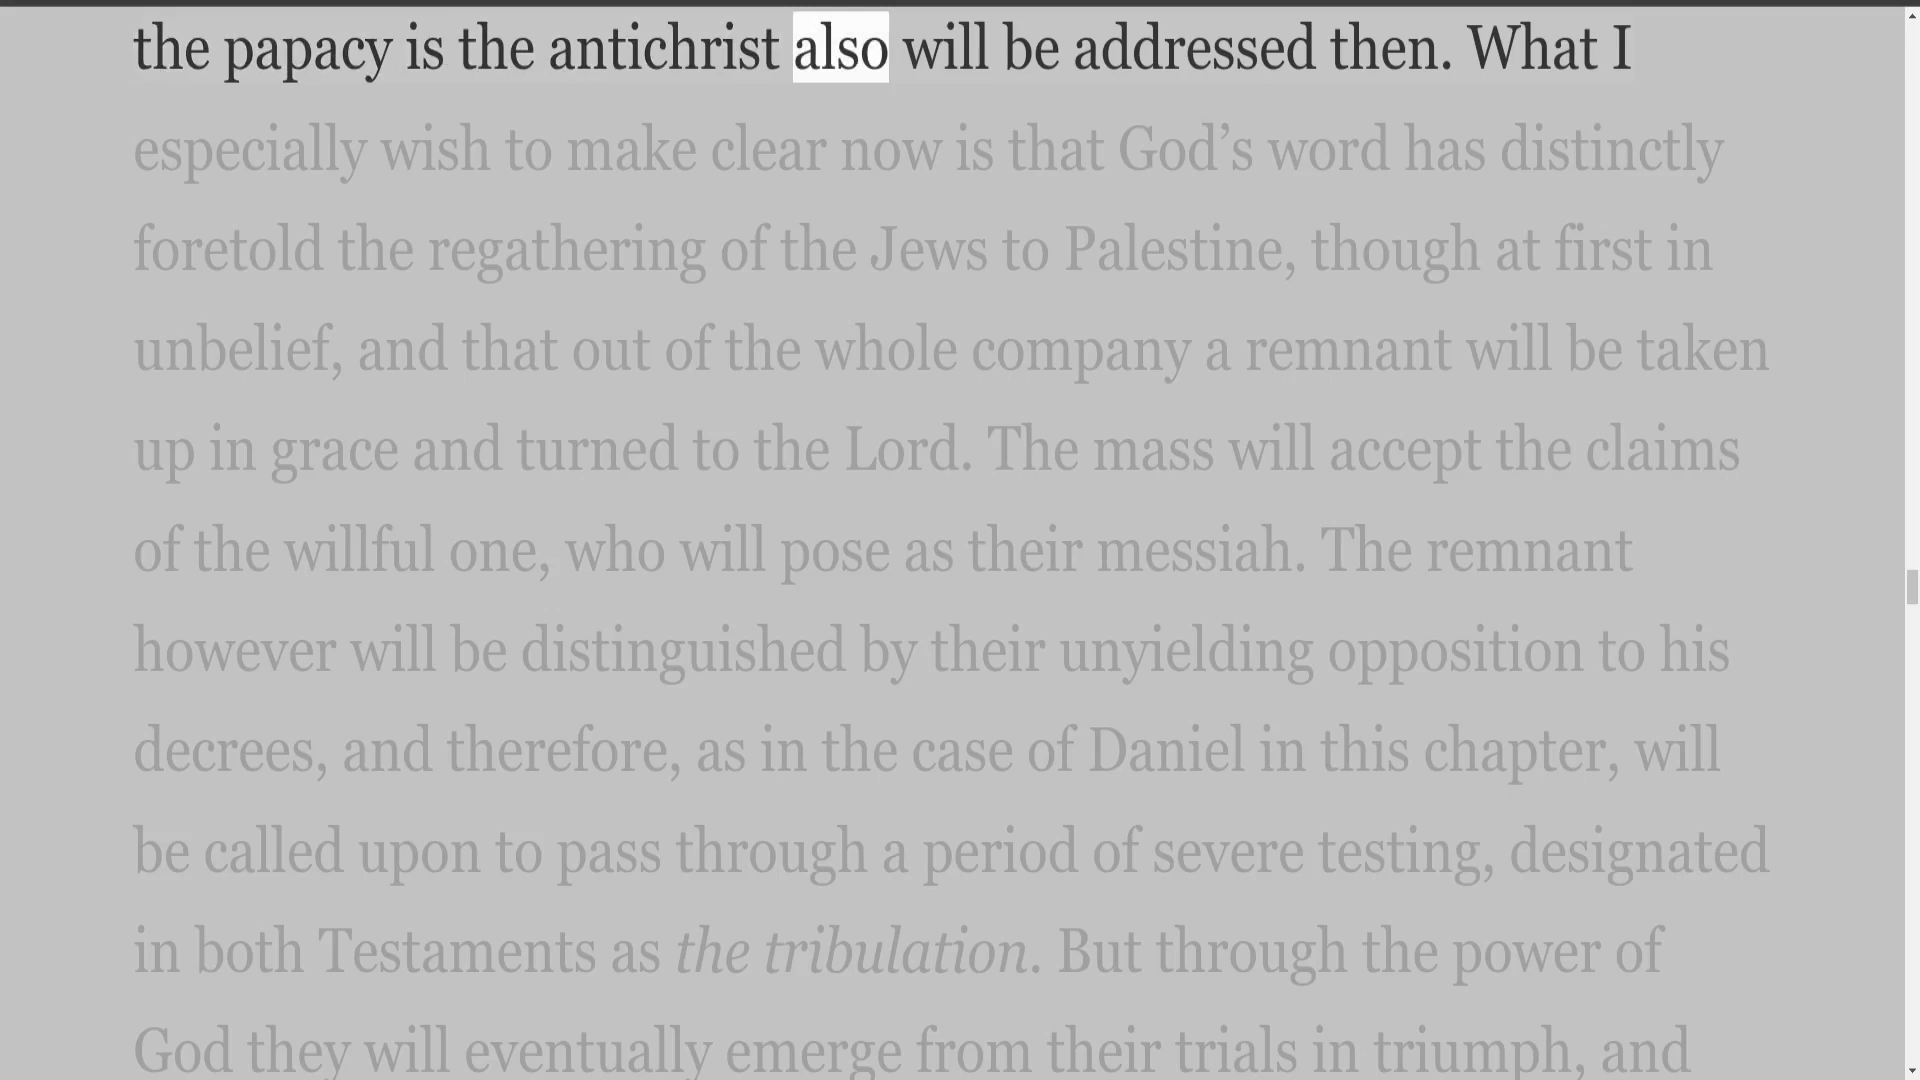 the papacy is the antichrist also will be addressed then. What I
especially wish to make clear now is that God’s word has distinctly
foretold the regathering of the Jews to Palestine, though at first in
unbelief, and that out of the whole company a remnant will be taken
up in grace and turned to the Lord. The mass will accept the claims
of the willful one, who will pose as their messiah. The remnant
however will be distinguished by their unyielding opposition to his
decrees, and therefore, as in the case of Daniel in this chapter, will
be called upon to pass through a period of severe testing, designated
in both Testaments as the tribulation. But through the power of
God they will eventually emerge from their trials in triumph, and